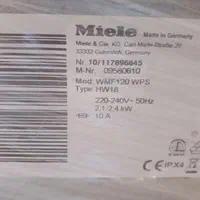 Miele
Made in Germany
Miele & Cie. KG, Carl-Miele-Straße 29
33332 Gütersloh, Germany
Nr. 10/117896645
M-Nr. 09560610
Mod. WMF120 WPS
Type: HW18
220-240V~ 50Hz
2,1-2,4 kW
10 A
IPX4